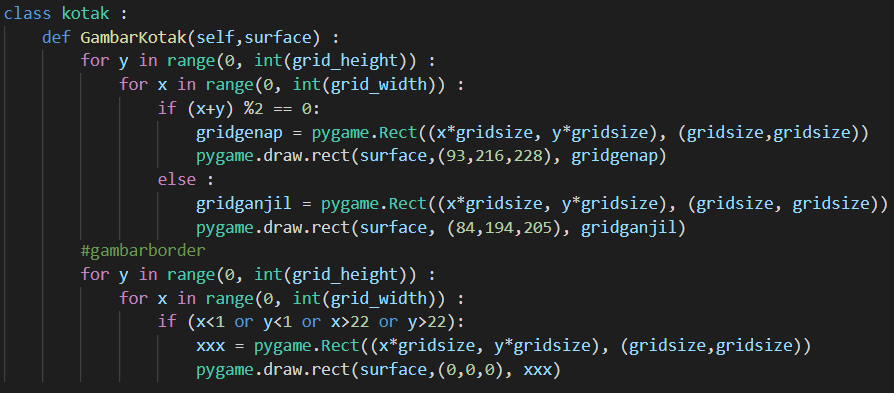 class kotak :
    def GambarKotak(self,surface) :
        for y in range(0, int(grid_height)) :
            for x in range(0, int(grid_width)) :
                if (x+y) %2 == 0:
                    gridgenap = pygame.Rect((x*gridsize, y*gridsize), (gridsize,gridsize))
                    pygame.draw.rect(surface,(93,216,228), gridgenap)
                else :
                    gridganjil = pygame.Rect((x*gridsize, y*gridsize), (gridsize, gridsize))
                    pygame.draw.rect(surface, (84,194,205), gridganjil)
        #gambarborder
        for y in range(0, int(grid_height)) :
            for x in range(0, int(grid_width)) :
                if (x<1 or y<1 or x>22 or y>22):
                    xxx = pygame.Rect((x*gridsize, y*gridsize), (gridsize,gridsize))
                    pygame.draw.rect(surface,(0,0,0), xxx)